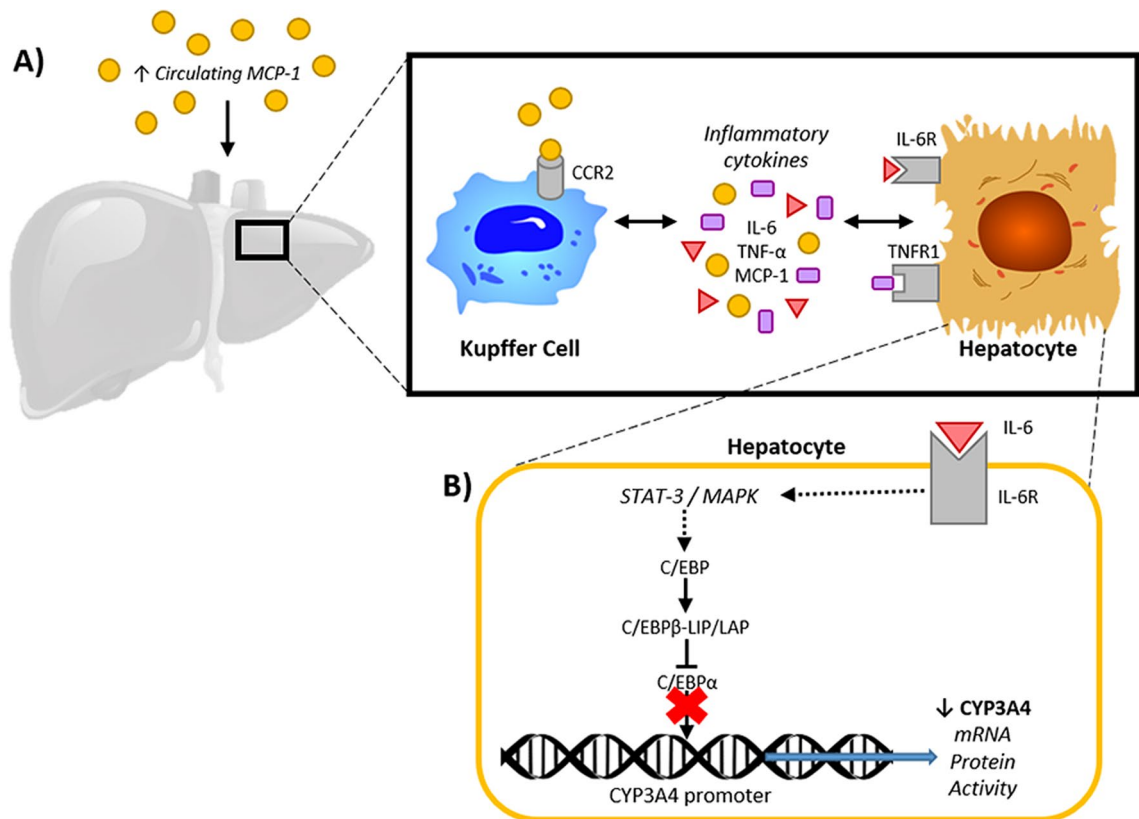 A)
↑ Circulating MCP-1
CCR2
Inflammatory
cytokines
IL-6
TNF-α
MCP-1
IL-6R
TNFR1
Kupffer Cell
Hepatocyte
B)
Hepatocyte
IL-6
IL-6R
STAT-3 / MAPK
C/EBP
C/EBPβ-LIP/LAP
C/EBPα
CYP3A4 promoter
↓ CYP3A4
mRNA
Protein
Activity